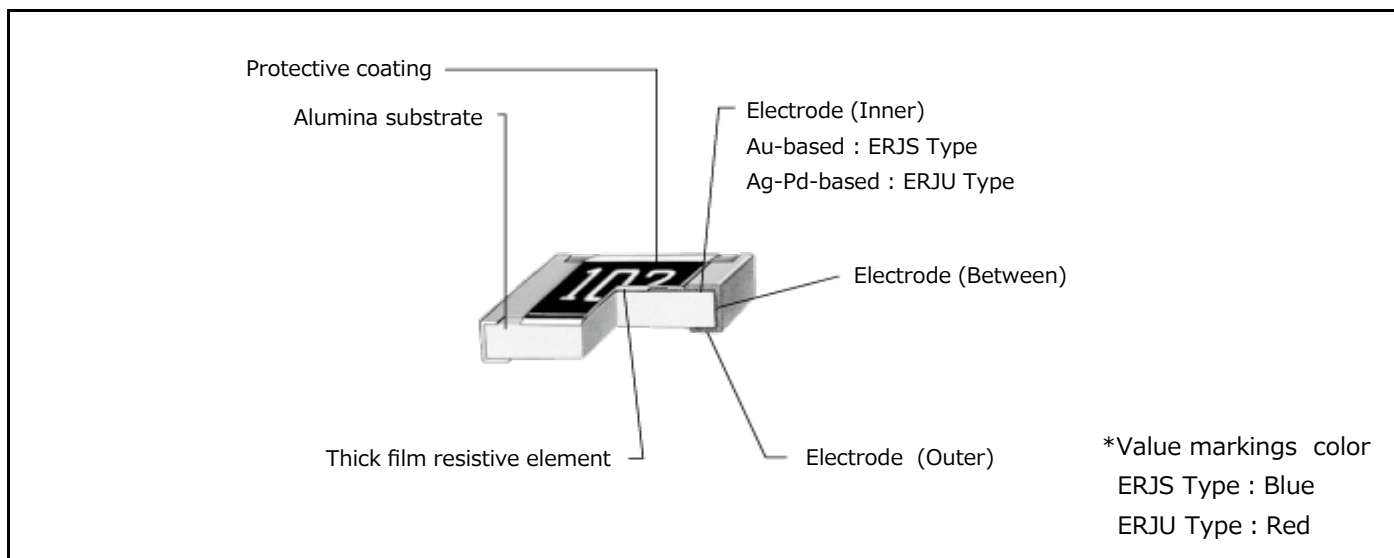 Protective coating
Alumina substrate
Electrode (Inner)
Au-based : ERJS Type
Ag-Pd-based : ERJU Type
Electrode (Between)
Thick film resistive element
Electrode (Outer)
*Value markings color
ERJS Type : Blue
ERJU Type : Red